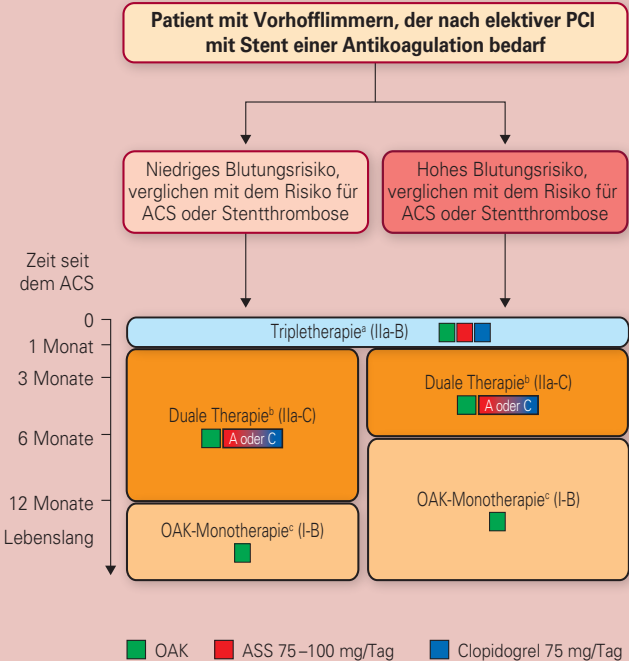 Patient mit Vorhofflimmern, der nach elektiver PCI
mit Stent einer Antikoagulation bedarf
Niedriges Blutungsrisiko,
verglichen mit dem Risiko für
ACS oder Stentthrombose
Hohes Blutungsrisiko,
verglichen mit dem Risiko für
ACS oder Stentthrombose
Zeit seit
dem ACS
0
1 Monat
3 Monate
6 Monate
12 Monate
Lebenslang
Tripletherapieᵃ (IIa-B)
Duale Therapieᵇ (IIa-C)
A oder C
Duale Therapieᵇ (IIa-C)
A oder C
OAK-Monotherapieᶜ (I-B)
OAK-Monotherapieᶜ (I-B)
OAK
ASS 75–100 mg/Tag
Clopidogrel 75 mg/Tag